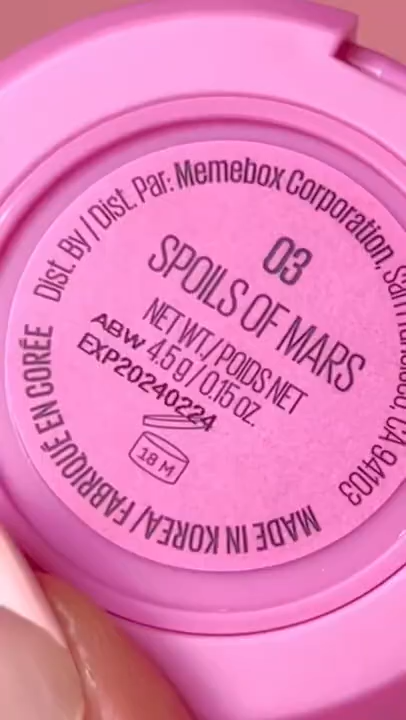 Dist. By / Dist. Par: Memebox Corporation, San Francisco, CA 94103
03
SPOILS OF MARS
NET WT./POIDS NET
4.5 g / 0.15 oz.
ABW
EXP20240224
18 M
MADE IN KOREA/ FABRIQUÉ EN CORÉE